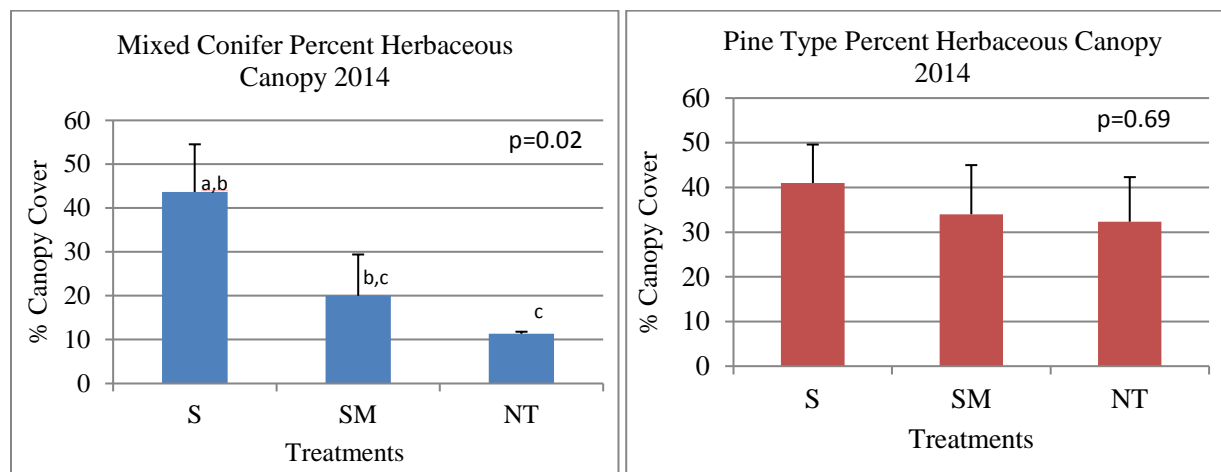 Mixed Conifer Percent Herbaceous
Canopy 2014
p=0.02
% Canopy Cover
60
50
40
30
20
10
0
a,b
b,c
c
S SM NT
Treatments
Pine Type Percent Herbaceous Canopy
2014
p=0.69
% Canopy Cover
60
50
40
30
20
10
0
S SM NT
Treatments